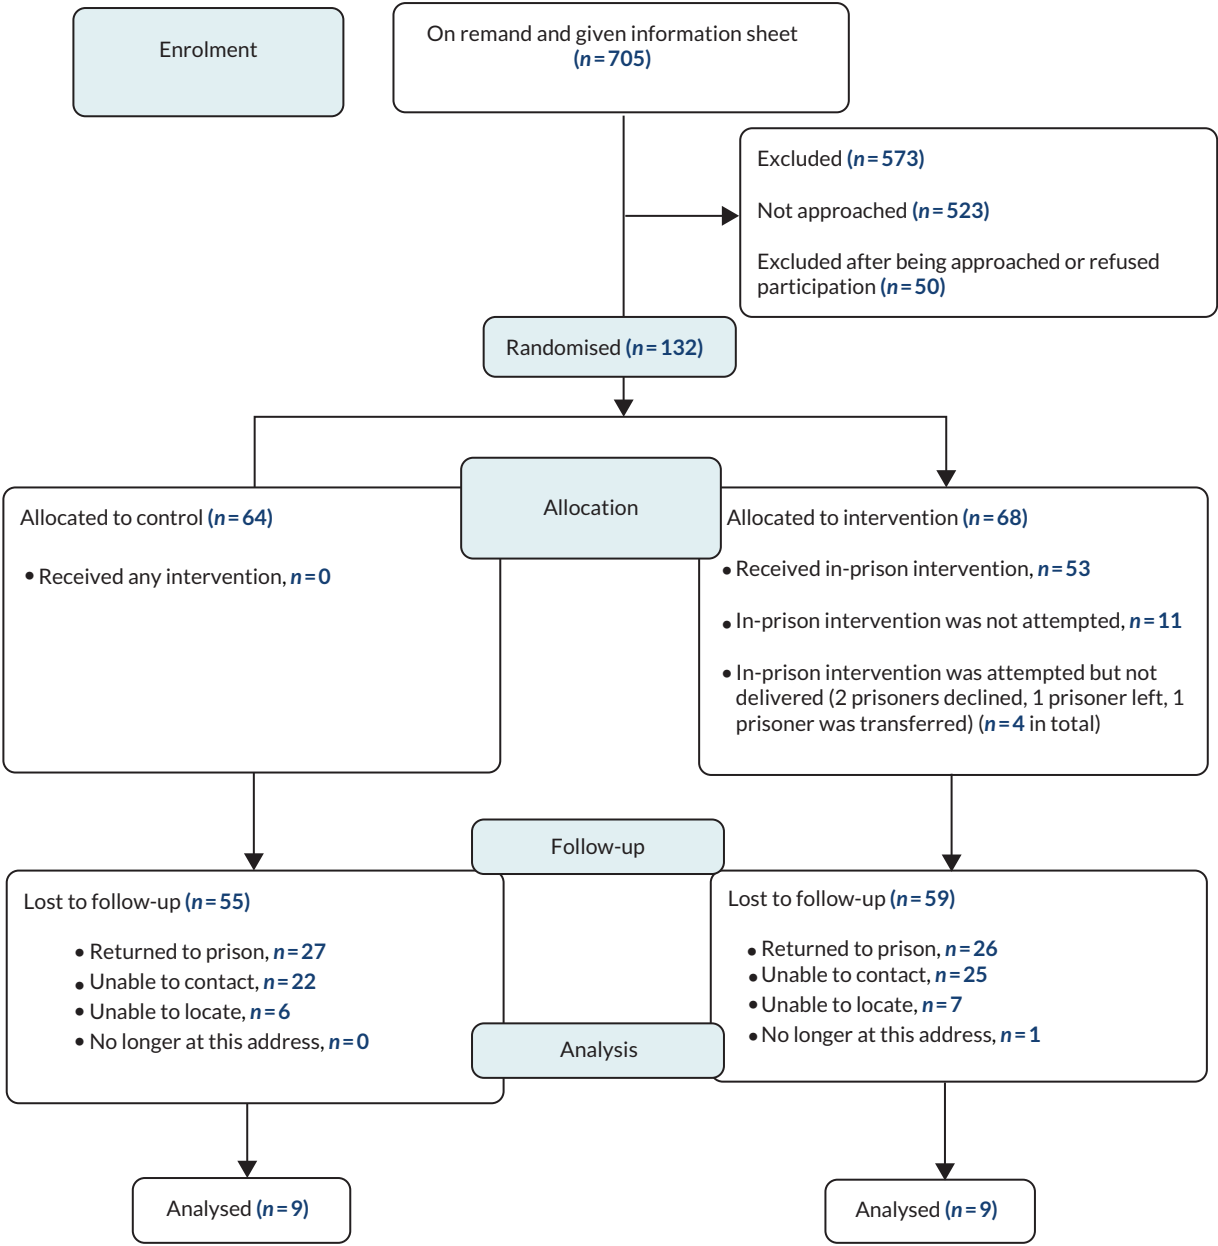 Enrolment
On remand and given information sheet
(n=705)
Excluded (n=573)
Not approached (n=523)
Excluded after being approached or refused
participation (n=50)
Randomised (n=132)
Allocation
Allocated to control (n=64)
• Received any intervention, n=0
Allocated to intervention (n=68)
• Received in-prison intervention, n=53
• In-prison intervention was not attempted, n=11
• In-prison intervention was attempted but not
delivered (2 prisoners declined, 1 prisoner left, 1
prisoner was transferred) (n=4 in total)
Follow-up
Lost to follow-up (n=55)
• Returned to prison, n=27
• Unable to contact, n=22
• Unable to locate, n=6
• No longer at this address, n=0
Lost to follow-up (n=59)
• Returned to prison, n=26
• Unable to contact, n=25
• Unable to locate, n=7
• No longer at this address, n=1
Analysis
Analysed (n=9)
Analysed (n=9)